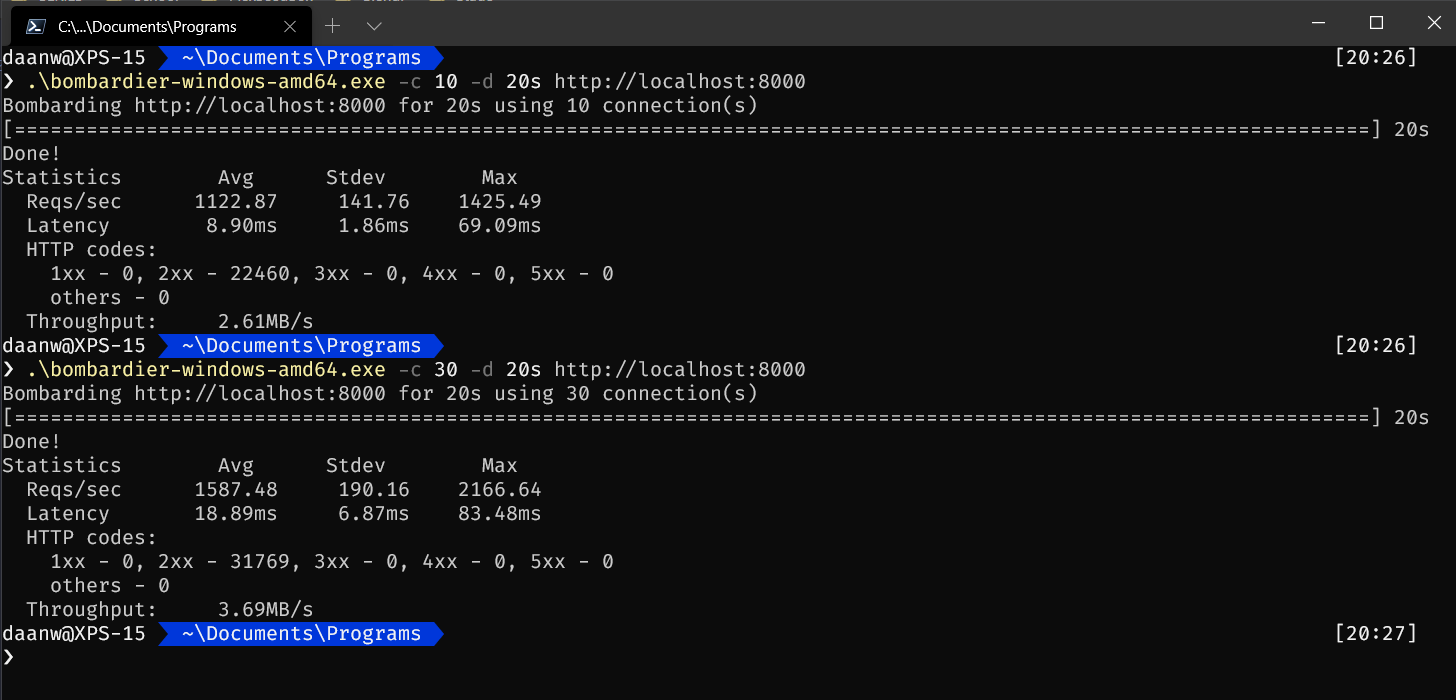 C:\...\Documents\Programs
daanw@XPS-15 ~\Documents\Programs [20:26]
❯ .\bombardier-windows-amd64.exe -c 10 -d 20s http://localhost:8000
Bombarding http://localhost:8000 for 20s using 10 connection(s)
[=================================================================================================================] 20s
Done!
Statistics        Avg      Stdev        Max
  Reqs/sec      1122.87     141.76    1425.49
  Latency        8.90ms     1.86ms    69.09ms
  HTTP codes:
    1xx - 0, 2xx - 22460, 3xx - 0, 4xx - 0, 5xx - 0
    others - 0
  Throughput:     2.61MB/s
daanw@XPS-15 ~\Documents\Programs [20:26]
❯ .\bombardier-windows-amd64.exe -c 30 -d 20s http://localhost:8000
Bombarding http://localhost:8000 for 20s using 30 connection(s)
[=================================================================================================================] 20s
Done!
Statistics        Avg      Stdev        Max
  Reqs/sec      1587.48     190.16    2166.64
  Latency       18.89ms     6.87ms    83.48ms
  HTTP codes:
    1xx - 0, 2xx - 31769, 3xx - 0, 4xx - 0, 5xx - 0
    others - 0
  Throughput:     3.69MB/s
daanw@XPS-15 ~\Documents\Programs [20:27]
❯